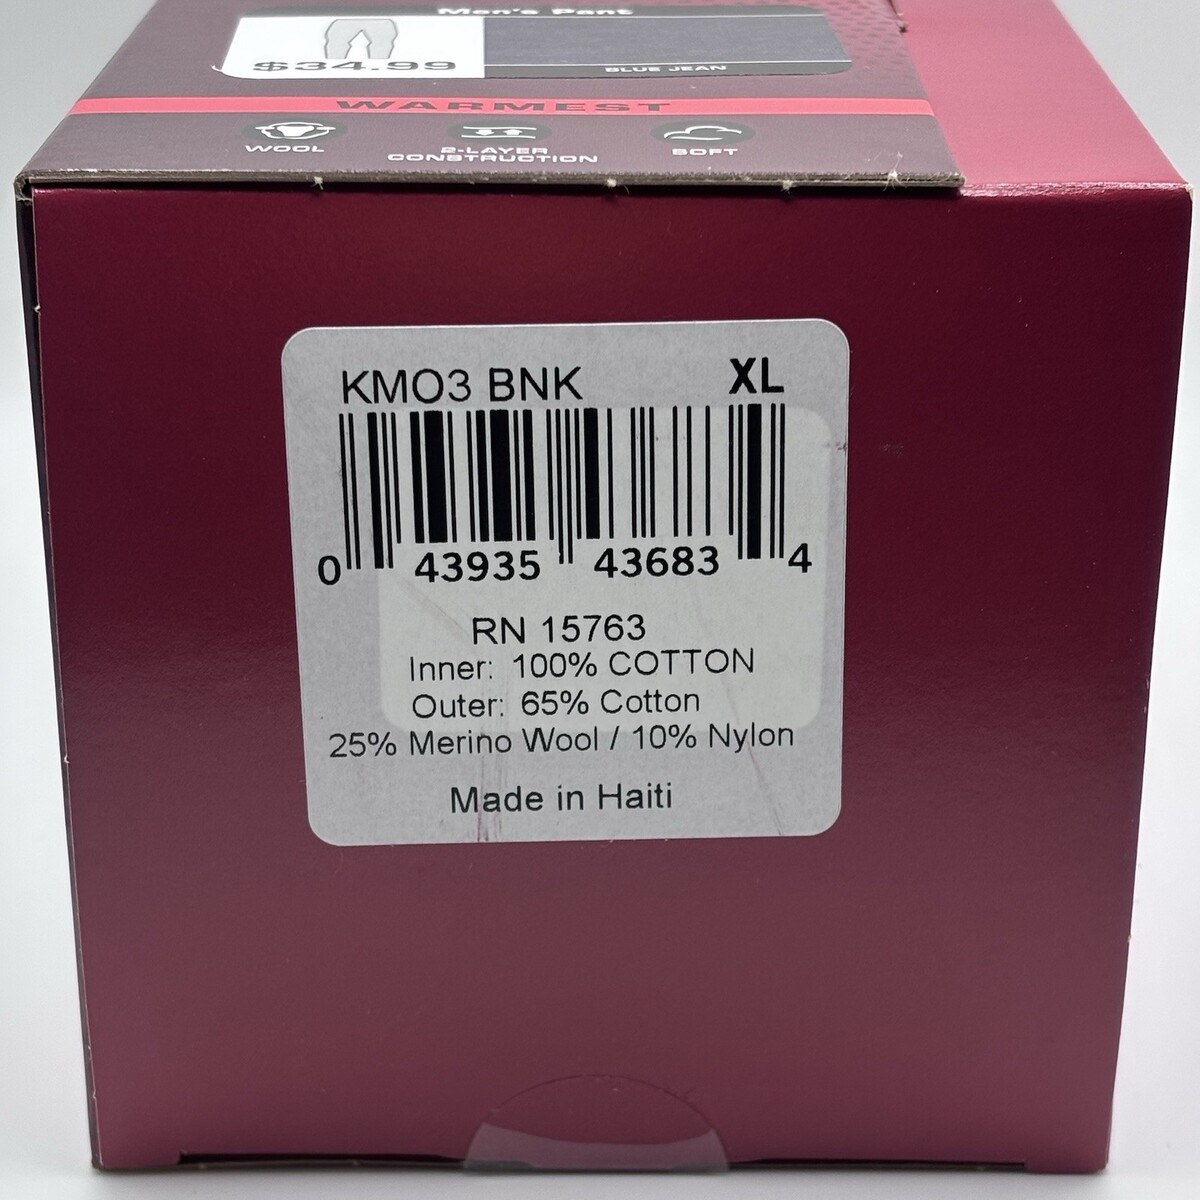 Men's Pant
$34.99
BLUE JEAN
WARMEST
WOOL
2-LAYER
CONSTRUCTION
SOFT
KMO3 BNK XL
0 43935 43683 4
RN 15763
Inner: 100% COTTON
Outer: 65% Cotton
25% Merino Wool / 10% Nylon
Made in Haiti